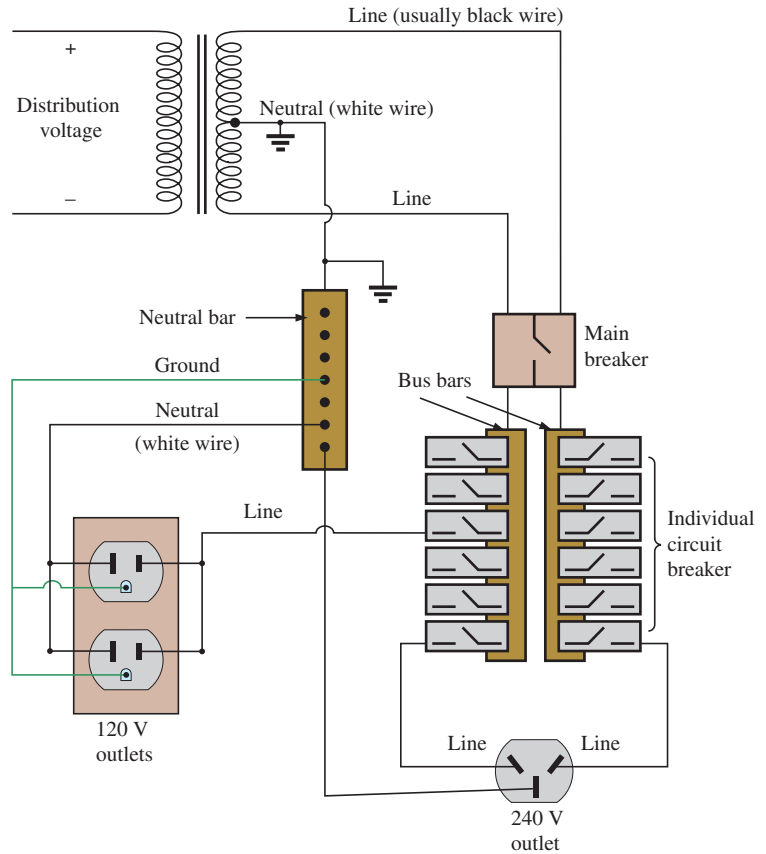 Line (usually black wire)
+
Distribution
voltage
–
Neutral (white wire)
Line
Neutral bar
Main
breaker
Ground
Bus bars
Neutral
(white wire)
Line
Individual
circuit
breaker
120 V
outlets
Line
Line
240 V
outlet